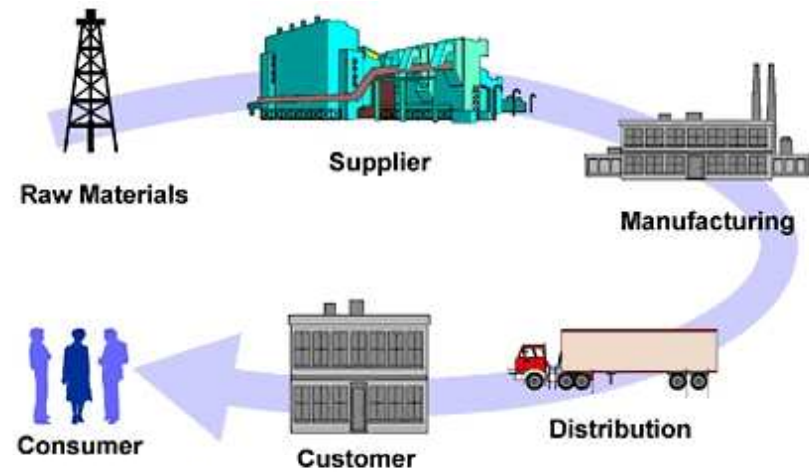 Raw Materials
Supplier
Manufacturing
Distribution
Customer
Consumer